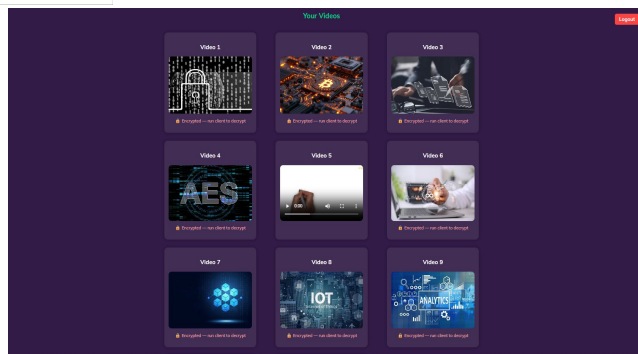 Your Videos
Logout
Video 1
Video 2
Video 3
🔒 Encrypted — run client to decrypt
🔒 Encrypted — run client to decrypt
🔒 Encrypted — run client to decrypt
Video 4
Video 5
Video 6
AES
0:00
🔒 Encrypted — run client to decrypt
🔒 Encrypted — run client to decrypt
Video 7
Video 8
Video 9
IOT
ANALYTICS
🔒 Encrypted — run client to decrypt
🔒 Encrypted — run client to decrypt
🔒 Encrypted — run client to decrypt